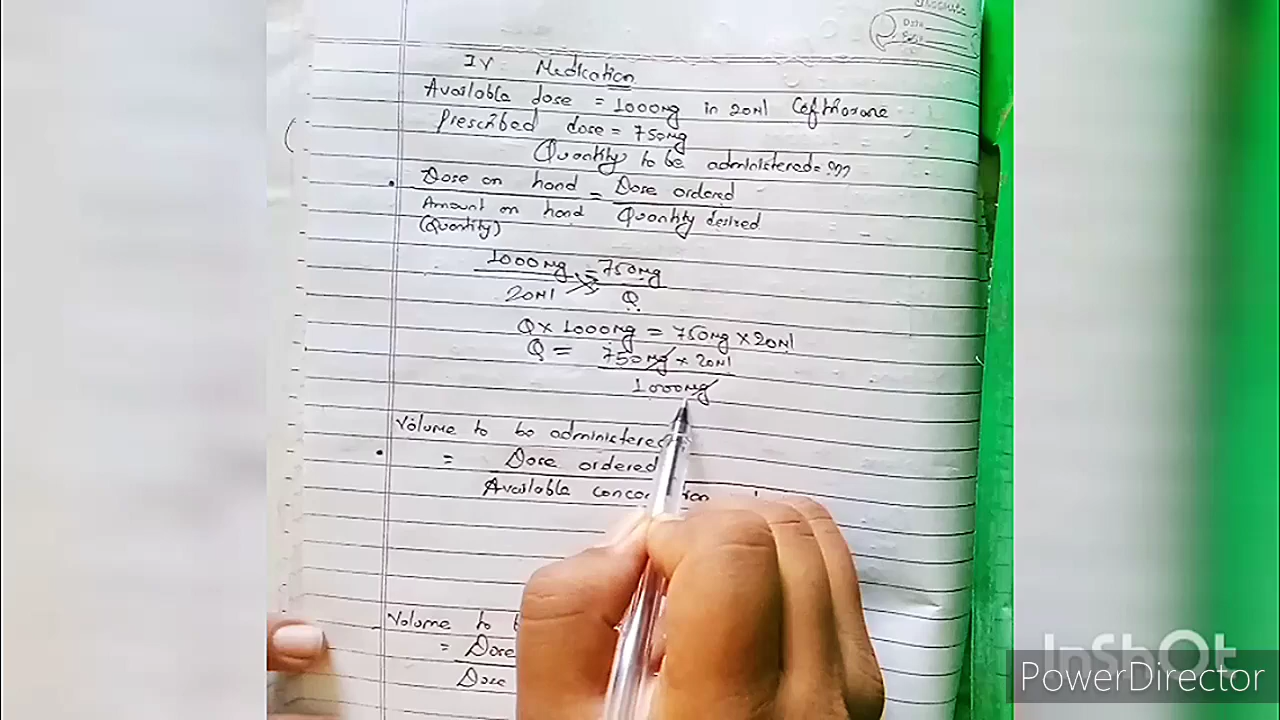 IV Medication
Available dose = 1000mg in 20ml
Prescribed dose = 750mg
Quantity to be administered= ???
Dose on hand = Dose ordered
Amount on hand Quantity desired
(Quantity)
1000mg = 750mg
20ml Q
Q x 1000mg = 750mg x 20ml
Q = 750mg x 20ml
1000mg
Volume to be administered
= Dose ordered
Available
Volume to
= Dose
Dose
InShOt
PowerDirector